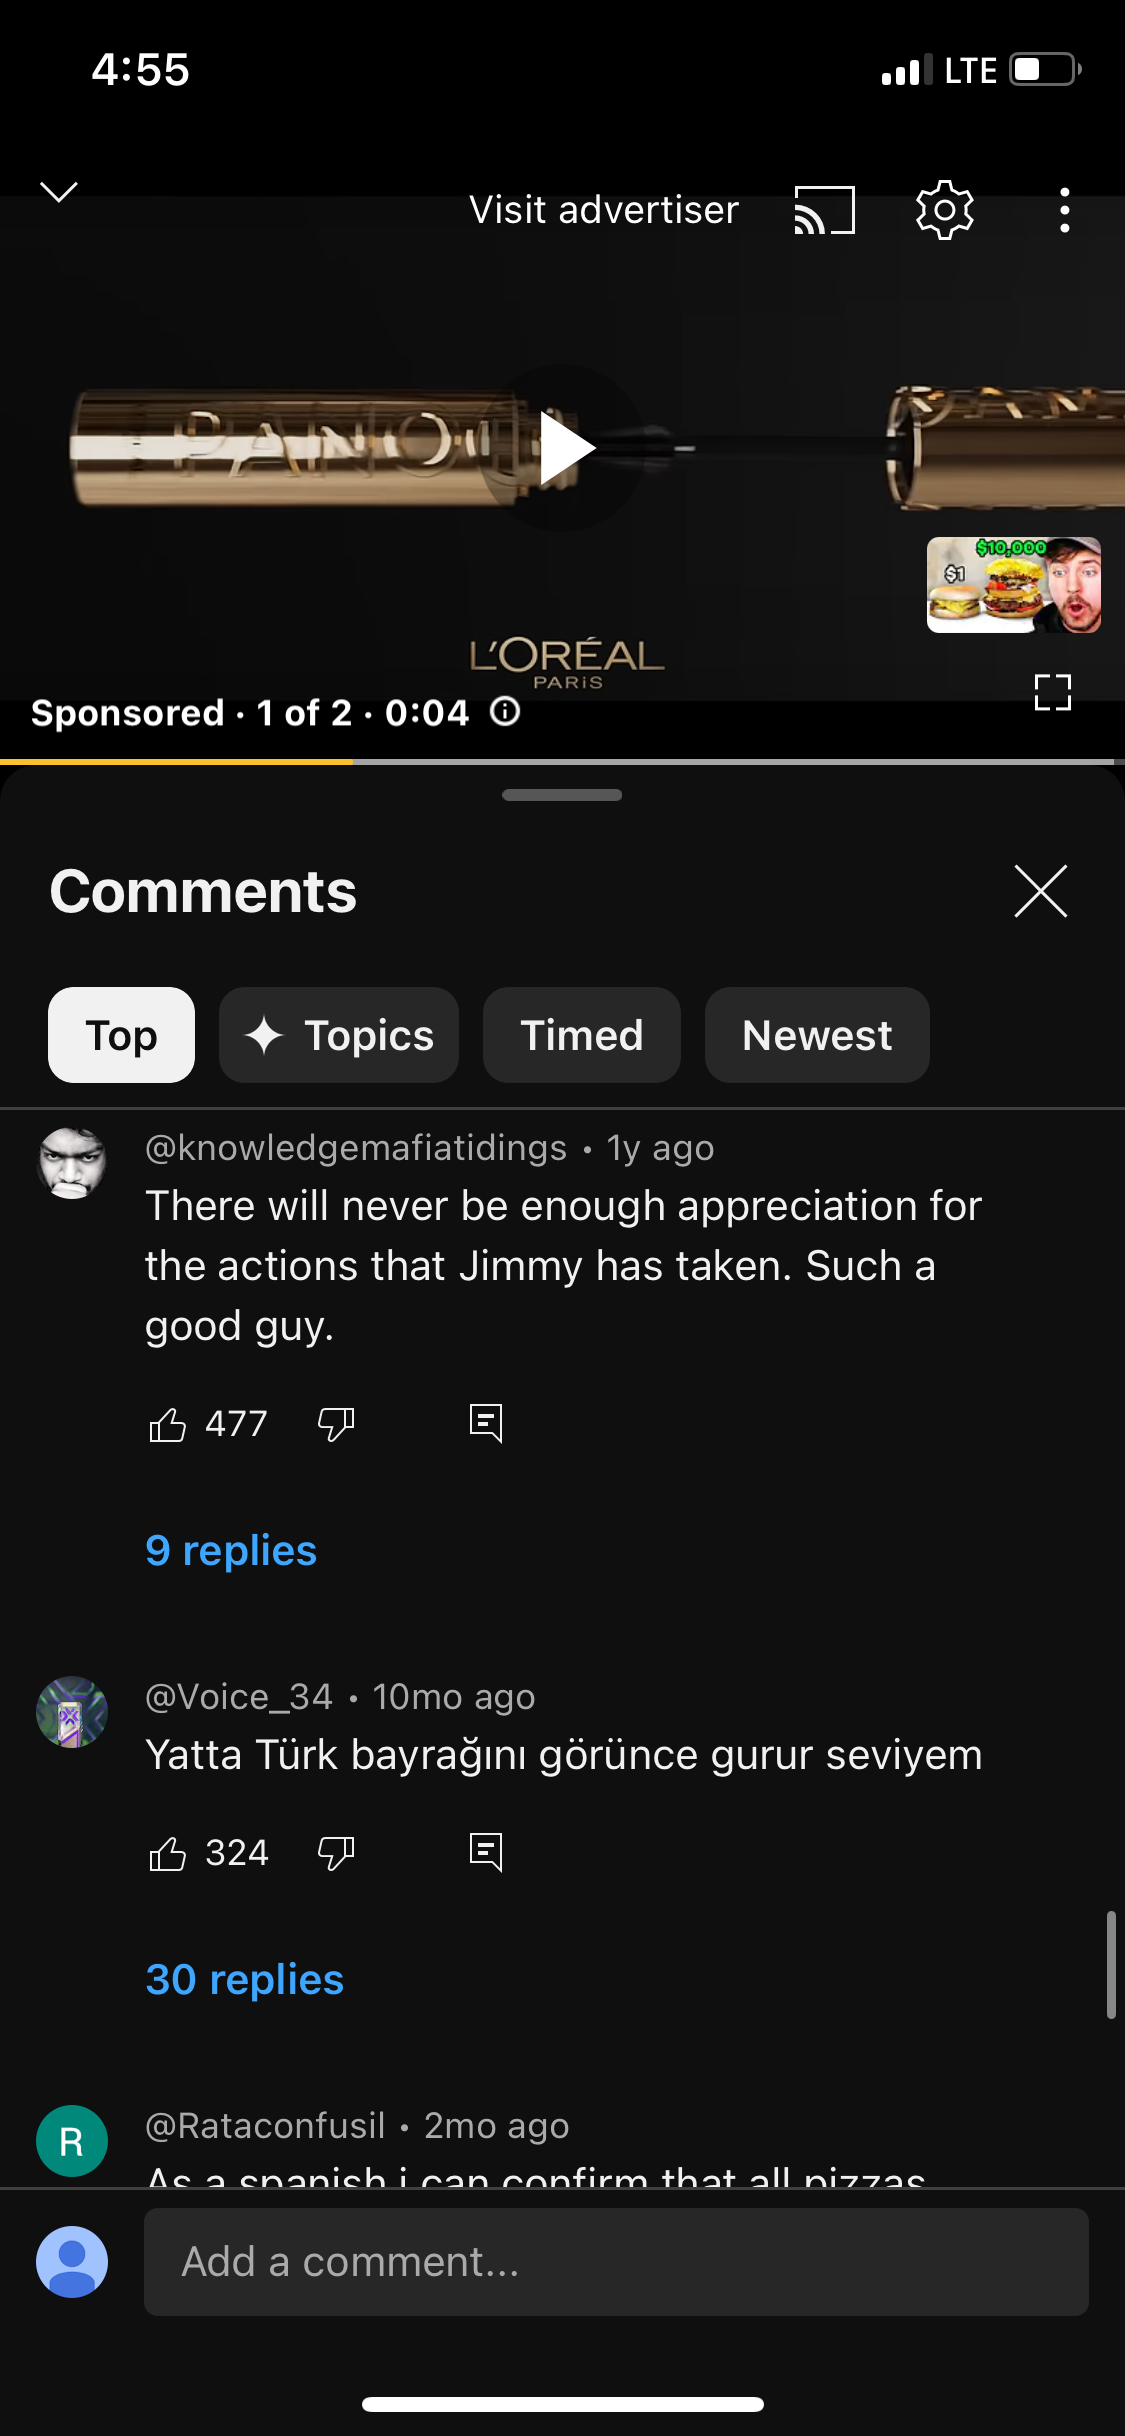 4:55
LTE
Visit advertiser
PANO
$10,000
$1
L'ORÉAL
PARIS
Sponsored · 1 of 2 · 0:04
Comments
Top
Topics
Timed
Newest
@knowledgemafiatidings · 1y ago
There will never be enough appreciation for
the actions that Jimmy has taken. Such a
good guy.
477
9 replies
@Voice_34 · 10mo ago
Yatta Türk bayrağını görünce gurur seviyem
324
30 replies
R
@Rataconfusil · 2mo ago
As a spanish i can confirm that all pizzas
Add a comment...